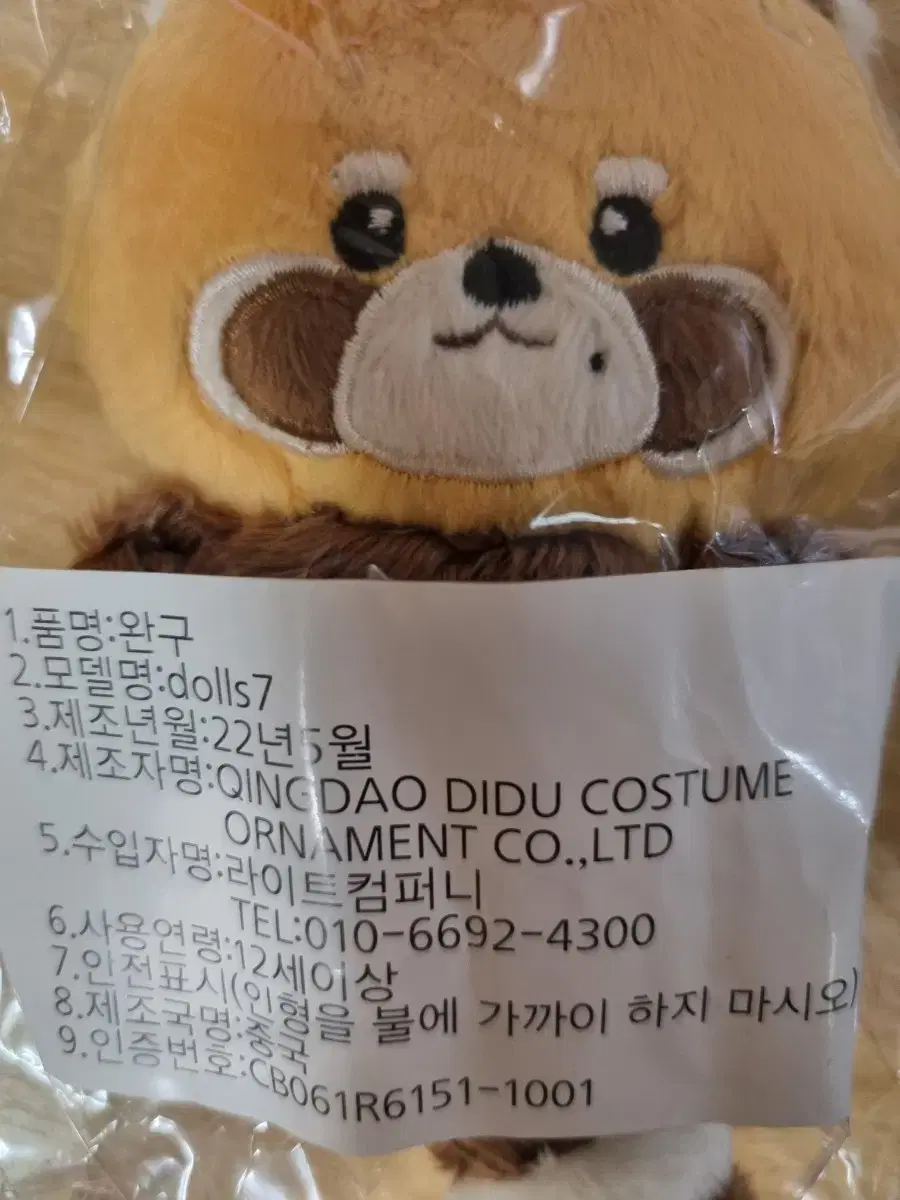 1.품명:완구
2.모델명:dolls7
3.제조년월:22년5월
4.제조자명:QINGDAO DIDU COSTUME
ORNAMENT CO.,LTD
5.수입자명:라이트컴퍼니
TEL:010-6692-4300
6.사용연령:12세이상
7.안전표시(인형을 불에 가까이 하지 마시오)
8.제조국명:중국
9.인증번호:CB061R6151-1001